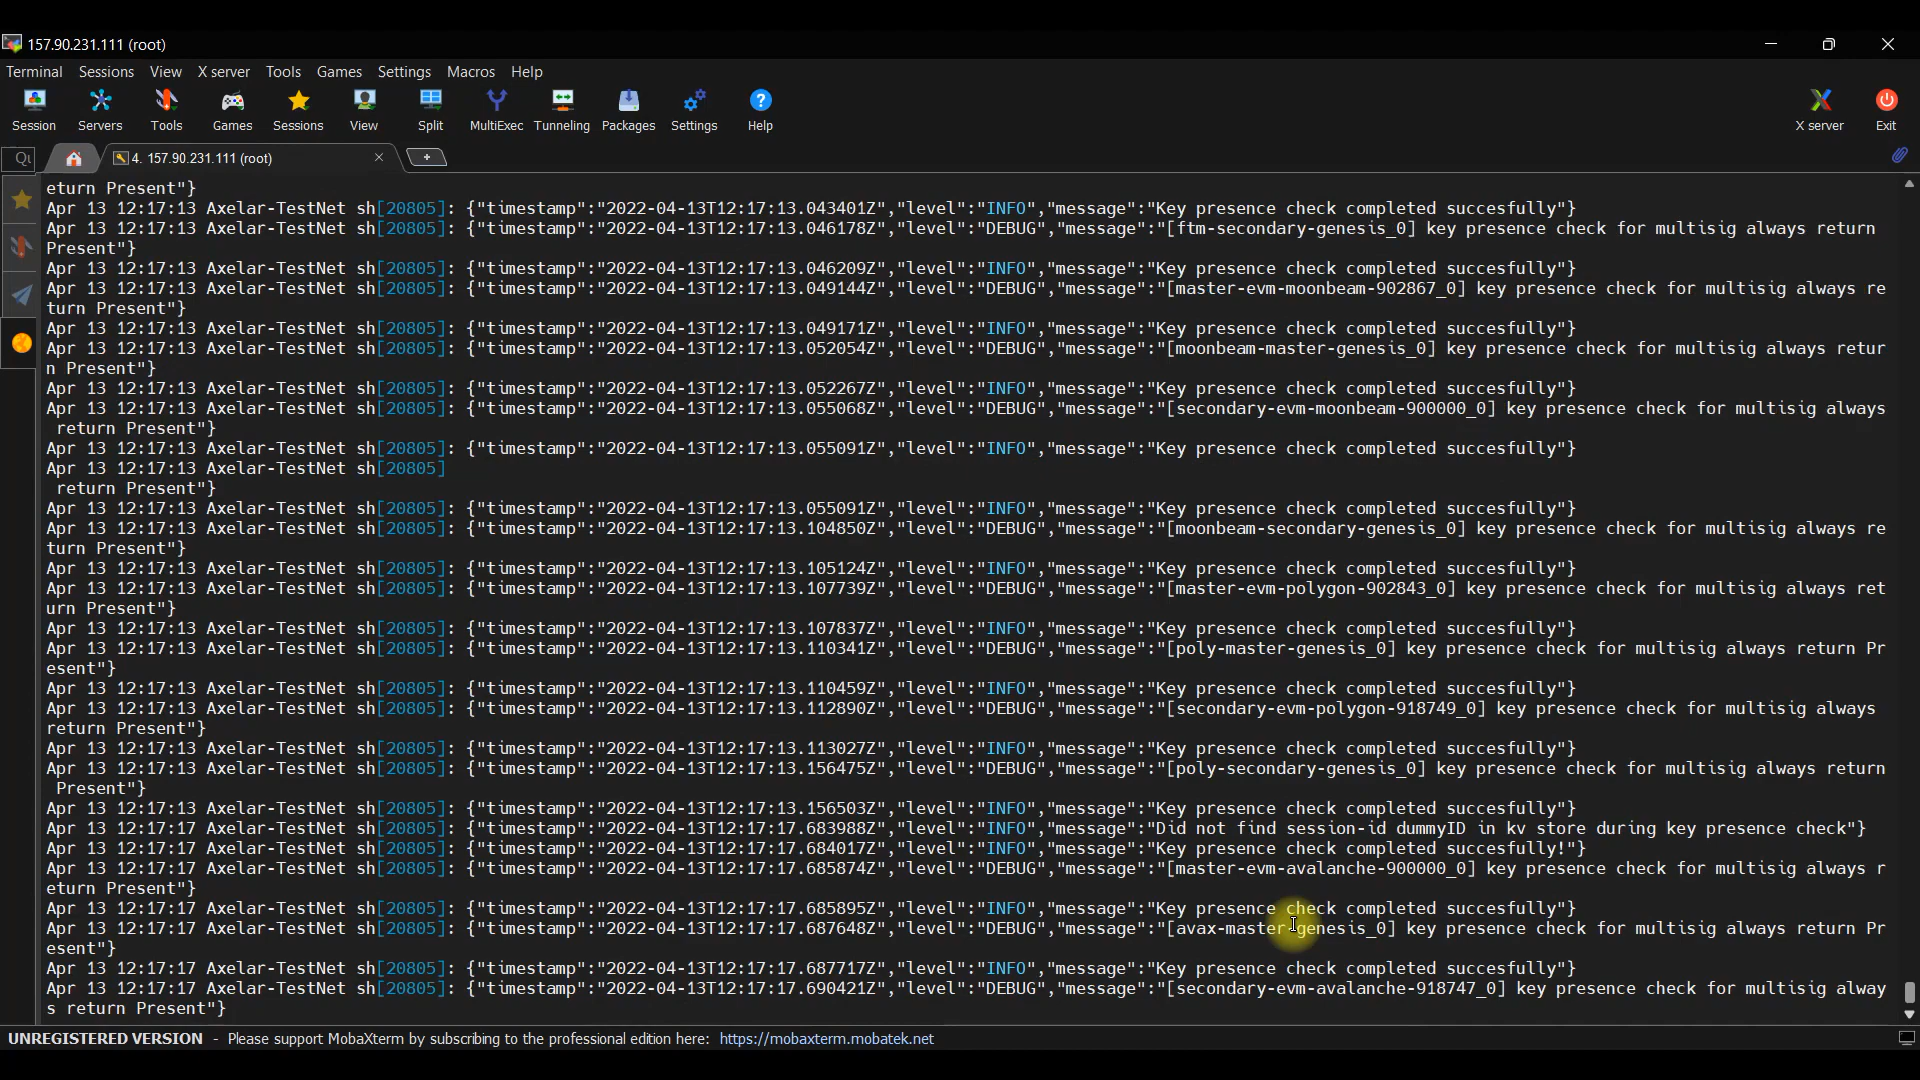 157.90.231.111 (root)
Terminal Sessions View X server Tools Games Settings Macros Help
Session Servers Tools Games Sessions View Split MultiExec Tunneling Packages Settings Help X server Exit
Qu 4. 157.90.231.111 (root)
eturn Present"}
Apr 13 12:17:13 Axelar-TestNet sh[20805]: {"timestamp":"2022-04-13T12:17:13.043401Z","level":"INFO","message":"Key presence check completed succesfully"}
Apr 13 12:17:13 Axelar-TestNet sh[20805]: {"timestamp":"2022-04-13T12:17:13.046178Z","level":"DEBUG","message":"[ftm-secondary-genesis_0] key presence check for multisig always return
Present"}
Apr 13 12:17:13 Axelar-TestNet sh[20805]: {"timestamp":"2022-04-13T12:17:13.046209Z","level":"INFO","message":"Key presence check completed succesfully"}
Apr 13 12:17:13 Axelar-TestNet sh[20805]: {"timestamp":"2022-04-13T12:17:13.049144Z","level":"DEBUG","message":"[master-evm-moonbeam-902867_0] key presence check for multisig always re
turn Present"}
Apr 13 12:17:13 Axelar-TestNet sh[20805]: {"timestamp":"2022-04-13T12:17:13.049171Z","level":"INFO","message":"Key presence check completed succesfully"}
Apr 13 12:17:13 Axelar-TestNet sh[20805]: {"timestamp":"2022-04-13T12:17:13.052054Z","level":"DEBUG","message":"[moonbeam-master-genesis_0] key presence check for multisig always retur
n Present"}
Apr 13 12:17:13 Axelar-TestNet sh[20805]: {"timestamp":"2022-04-13T12:17:13.052267Z","level":"INFO","message":"Key presence check completed succesfully"}
Apr 13 12:17:13 Axelar-TestNet sh[20805]: {"timestamp":"2022-04-13T12:17:13.055068Z","level":"DEBUG","message":"[secondary-evm-moonbeam-900000_0] key presence check for multisig always
return Present"}
Apr 13 12:17:13 Axelar-TestNet sh[20805]: {"timestamp":"2022-04-13T12:17:13.055091Z","level":"INFO","message":"Key presence check completed succesfully"}
Apr 13 12:17:13 Axelar-TestNet sh[20805]
return Present"}
Apr 13 12:17:13 Axelar-TestNet sh[20805]: {"timestamp":"2022-04-13T12:17:13.055091Z","level":"INFO","message":"Key presence check completed succesfully"}
Apr 13 12:17:13 Axelar-TestNet sh[20805]: {"timestamp":"2022-04-13T12:17:13.104850Z","level":"DEBUG","message":"[moonbeam-secondary-genesis_0] key presence check for multisig always re
turn Present"}
Apr 13 12:17:13 Axelar-TestNet sh[20805]: {"timestamp":"2022-04-13T12:17:13.105124Z","level":"INFO","message":"Key presence check completed succesfully"}
Apr 13 12:17:13 Axelar-TestNet sh[20805]: {"timestamp":"2022-04-13T12:17:13.107739Z","level":"DEBUG","message":"[master-evm-polygon-902843_0] key presence check for multisig always ret
urn Present"}
Apr 13 12:17:13 Axelar-TestNet sh[20805]: {"timestamp":"2022-04-13T12:17:13.107837Z","level":"INFO","message":"Key presence check completed succesfully"}
Apr 13 12:17:13 Axelar-TestNet sh[20805]: {"timestamp":"2022-04-13T12:17:13.110341Z","level":"DEBUG","message":"[poly-master-genesis_0] key presence check for multisig always return Pr
esent"}
Apr 13 12:17:13 Axelar-TestNet sh[20805]: {"timestamp":"2022-04-13T12:17:13.110459Z","level":"INFO","message":"Key presence check completed succesfully"}
Apr 13 12:17:13 Axelar-TestNet sh[20805]: {"timestamp":"2022-04-13T12:17:13.112890Z","level":"DEBUG","message":"[secondary-evm-polygon-918749_0] key presence check for multisig always
return Present"}
Apr 13 12:17:13 Axelar-TestNet sh[20805]: {"timestamp":"2022-04-13T12:17:13.113027Z","level":"INFO","message":"Key presence check completed succesfully"}
Apr 13 12:17:13 Axelar-TestNet sh[20805]: {"timestamp":"2022-04-13T12:17:13.156475Z","level":"DEBUG","message":"[poly-secondary-genesis_0] key presence check for multisig always return
Present"}
Apr 13 12:17:13 Axelar-TestNet sh[20805]: {"timestamp":"2022-04-13T12:17:13.156503Z","level":"INFO","message":"Key presence check completed succesfully"}
Apr 13 12:17:17 Axelar-TestNet sh[20805]: {"timestamp":"2022-04-13T12:17:17.683988Z","level":"INFO","message":"Did not find session-id dummyID in kv store during key presence check"}
Apr 13 12:17:17 Axelar-TestNet sh[20805]: {"timestamp":"2022-04-13T12:17:17.684017Z","level":"INFO","message":"Key presence check completed succesfully!"}
Apr 13 12:17:17 Axelar-TestNet sh[20805]: {"timestamp":"2022-04-13T12:17:17.685874Z","level":"DEBUG","message":"[master-evm-avalanche-900000_0] key presence check for multisig always r
eturn Present"}
Apr 13 12:17:17 Axelar-TestNet sh[20805]: {"timestamp":"2022-04-13T12:17:17.685895Z","level":"INFO","message":"Key presence check completed succesfully"}
Apr 13 12:17:17 Axelar-TestNet sh[20805]: {"timestamp":"2022-04-13T12:17:17.687648Z","level":"DEBUG","message":"[avax-master-genesis_0] key presence check for multisig always return Pr
esent"}
Apr 13 12:17:17 Axelar-TestNet sh[20805]: {"timestamp":"2022-04-13T12:17:17.687717Z","level":"INFO","message":"Key presence check completed succesfully"}
Apr 13 12:17:17 Axelar-TestNet sh[20805]: {"timestamp":"2022-04-13T12:17:17.690421Z","level":"DEBUG","message":"[secondary-evm-avalanche-918747_0] key presence check for multisig alway
s return Present"}
UNREGISTERED VERSION - Please support MobaXterm by subscribing to the professional edition here: https://mobaxterm.mobatek.net